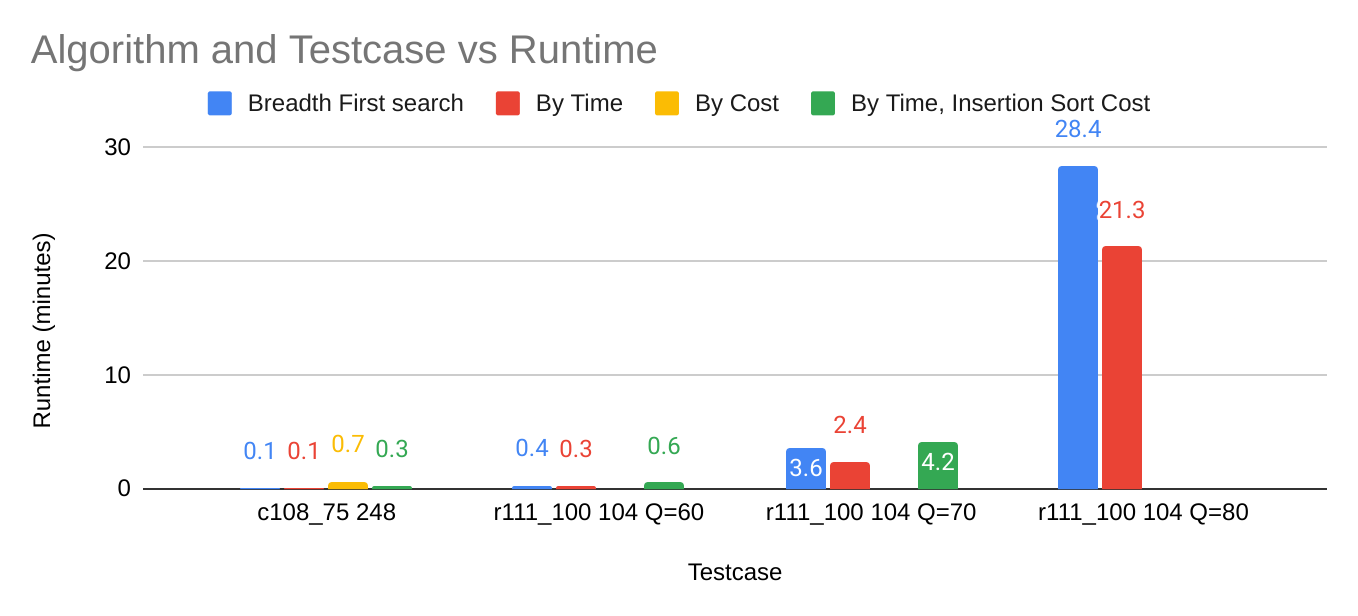 Algorithm and Testcase vs Runtime
Breadth First search By Time By Cost By Time, Insertion Sort Cost
28.4
30
21.3
20
Runtime (minutes)
10
2.4
0.1 0.1 0.7 0.3 0.4 0.3 0.6
3.6 4.2
0
c108_75 248 r111_100 104 Q=60 r111_100 104 Q=70 r111_100 104 Q=80
Testcase